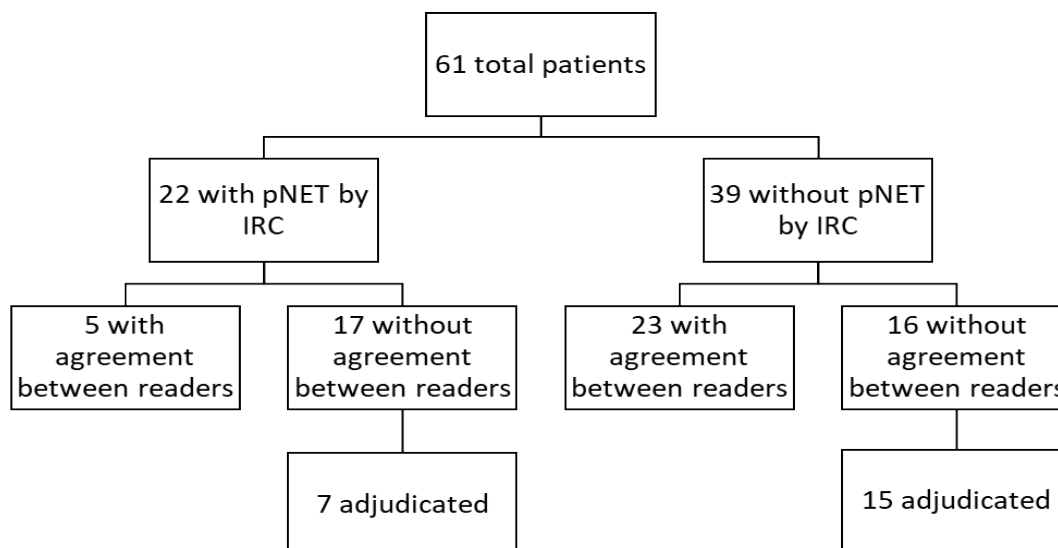 61 total patients
22 with pNET by
IRC
39 without pNET
by IRC
5 with
agreement
between readers
17 without
agreement
between readers
23 with
agreement
between readers
16 without
agreement
between readers
7 adjudicated
15 adjudicated